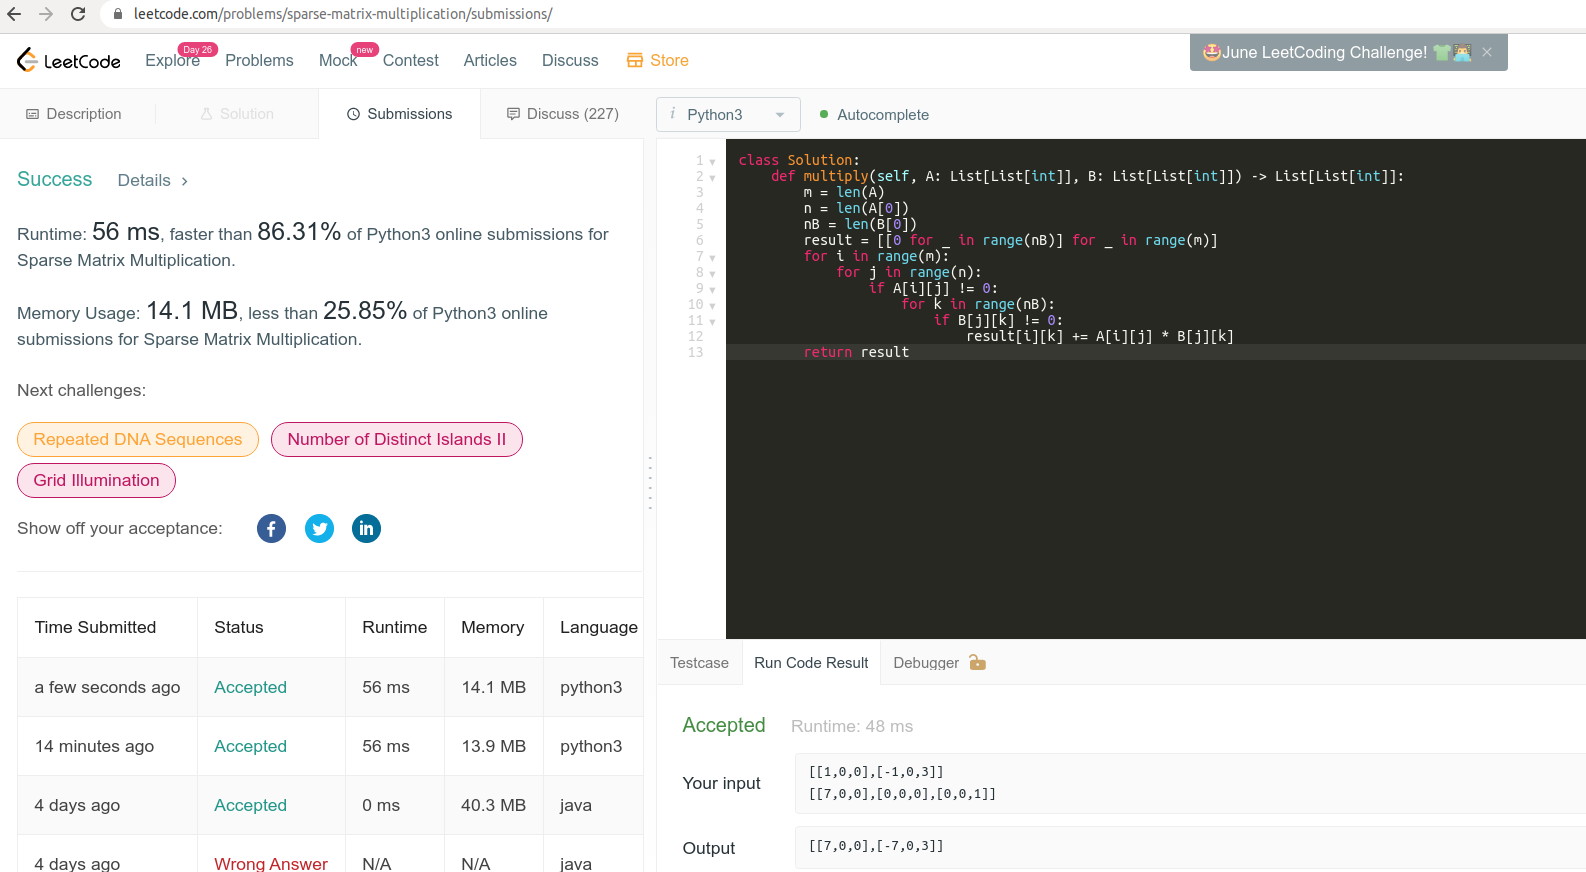 leetcode.com/problems/sparse-matrix-multiplication/submissions/
LeetCode Explore Day 26 Problems Mock new Contest Articles Discuss Store
June LeetCoding Challenge! ×
Description Solution Submissions Discuss (227)
i Python3 Autocomplete
Success Details >
Runtime: 56 ms, faster than 86.31% of Python3 online submissions for
Sparse Matrix Multiplication.
Memory Usage: 14.1 MB, less than 25.85% of Python3 online
submissions for Sparse Matrix Multiplication.
Next challenges:
Repeated DNA Sequences Number of Distinct Islands II
Grid Illumination
Show off your acceptance: f in
Time Submitted Status Runtime Memory Language
a few seconds ago Accepted 56 ms 14.1 MB python3
14 minutes ago Accepted 56 ms 13.9 MB python3
4 days ago Accepted 0 ms 40.3 MB java
4 days ago Wrong Answer N/A N/A java
1 class Solution:
2     def multiply(self, A: List[List[int]], B: List[List[int]]) -> List[List[int]]:
3         m = len(A)
4         n = len(A[0])
5         nB = len(B[0])
6         result = [[0 for _ in range(nB)] for _ in range(m)]
7         for i in range(m):
8             for j in range(n):
9                 if A[i][j] != 0:
10                     for k in range(nB):
11                         if B[j][k] != 0:
12                             result[i][k] += A[i][j] * B[j][k]
13         return result
Testcase Run Code Result Debugger
Accepted Runtime: 48 ms
Your input
[[1,0,0],[-1,0,3]]
[[7,0,0],[0,0,0],[0,0,1]]
Output
[[7,0,0],[-7,0,3]]